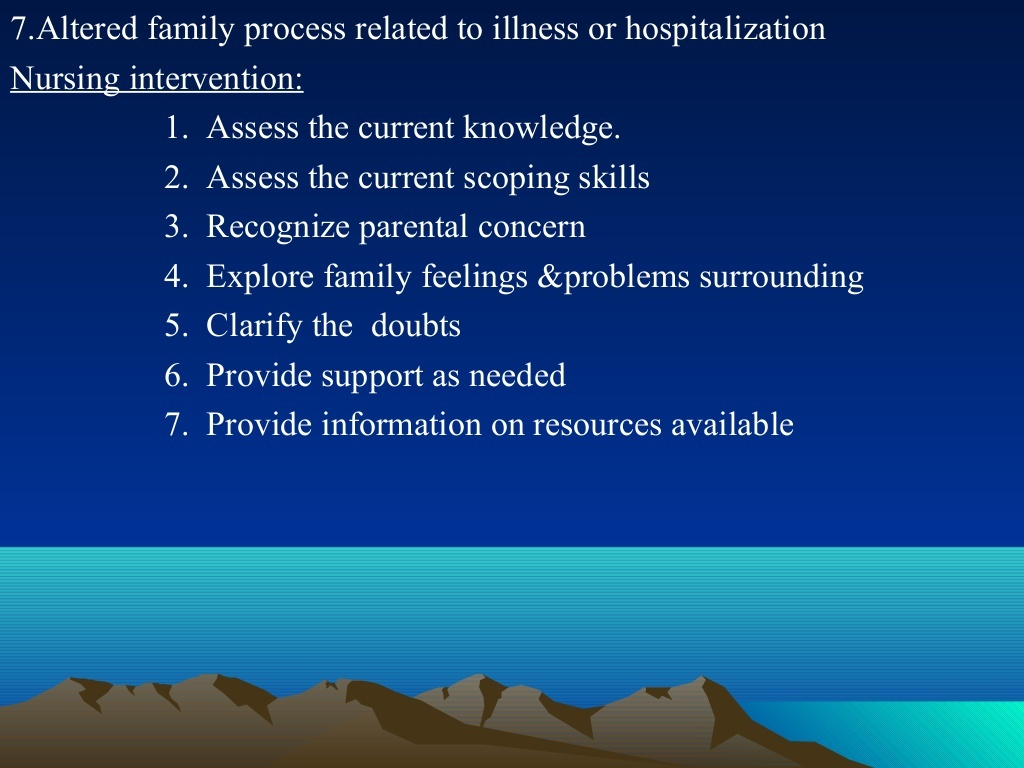 7.Altered family process related to illness or hospitalization
Nursing intervention:
1. Assess the current knowledge.
2. Assess the current scoping skills
3. Recognize parental concern
4. Explore family feelings &problems surrounding
5. Clarify the  doubts
6. Provide support as needed
7. Provide information on resources available